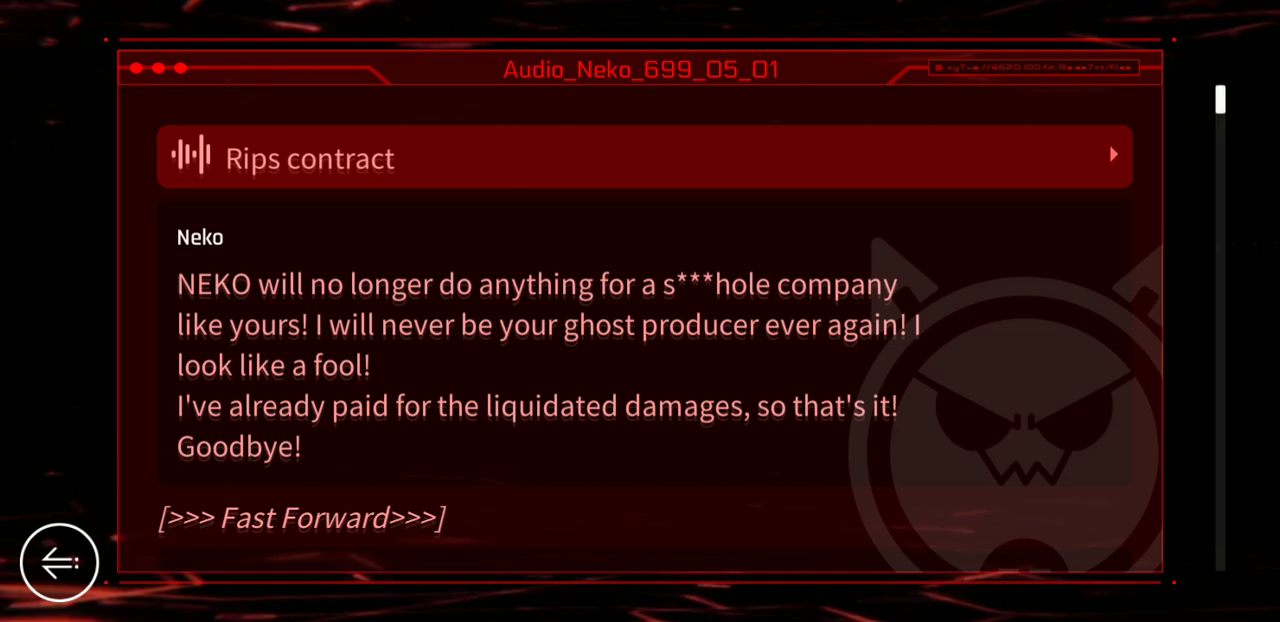 Audio_Neko_699_05_01
Rips contract
Neko
NEKO will no longer do anything for a s***hole company
like yours! I will never be your ghost producer ever again! I
look like a fool!
I've already paid for the liquidated damages, so that's it!
Goodbye!
[>>> Fast Forward>>>]